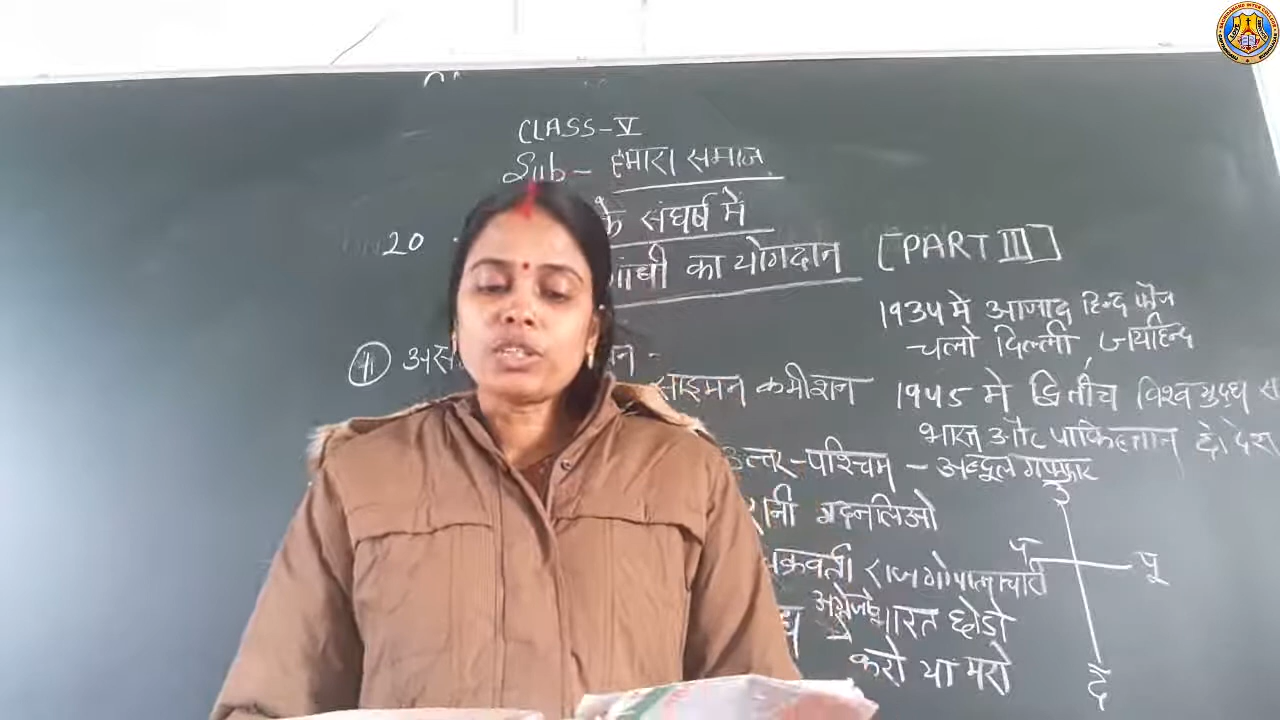 CLASS-V
Sub- हमारा समाज
20 के संघर्ष में
गांधी का योगदान [PART III]
1934 मे आजाद हिन्द फौज
चलो दिल्ली, जयहिन्द
4 अस न -
साइमन कमीशन
1945 मे द्वितीय विश्व युद्ध स
भारत और पाकिस्तान दो देश
उत्तर-पश्चिम - अब्दुल गफ्फार
रानी गदनलिओ
चक्रवर्ती राजगोपालाचारी
अंग्रेजो भारत छोडो
करो या मरो
उ
प
पू
द